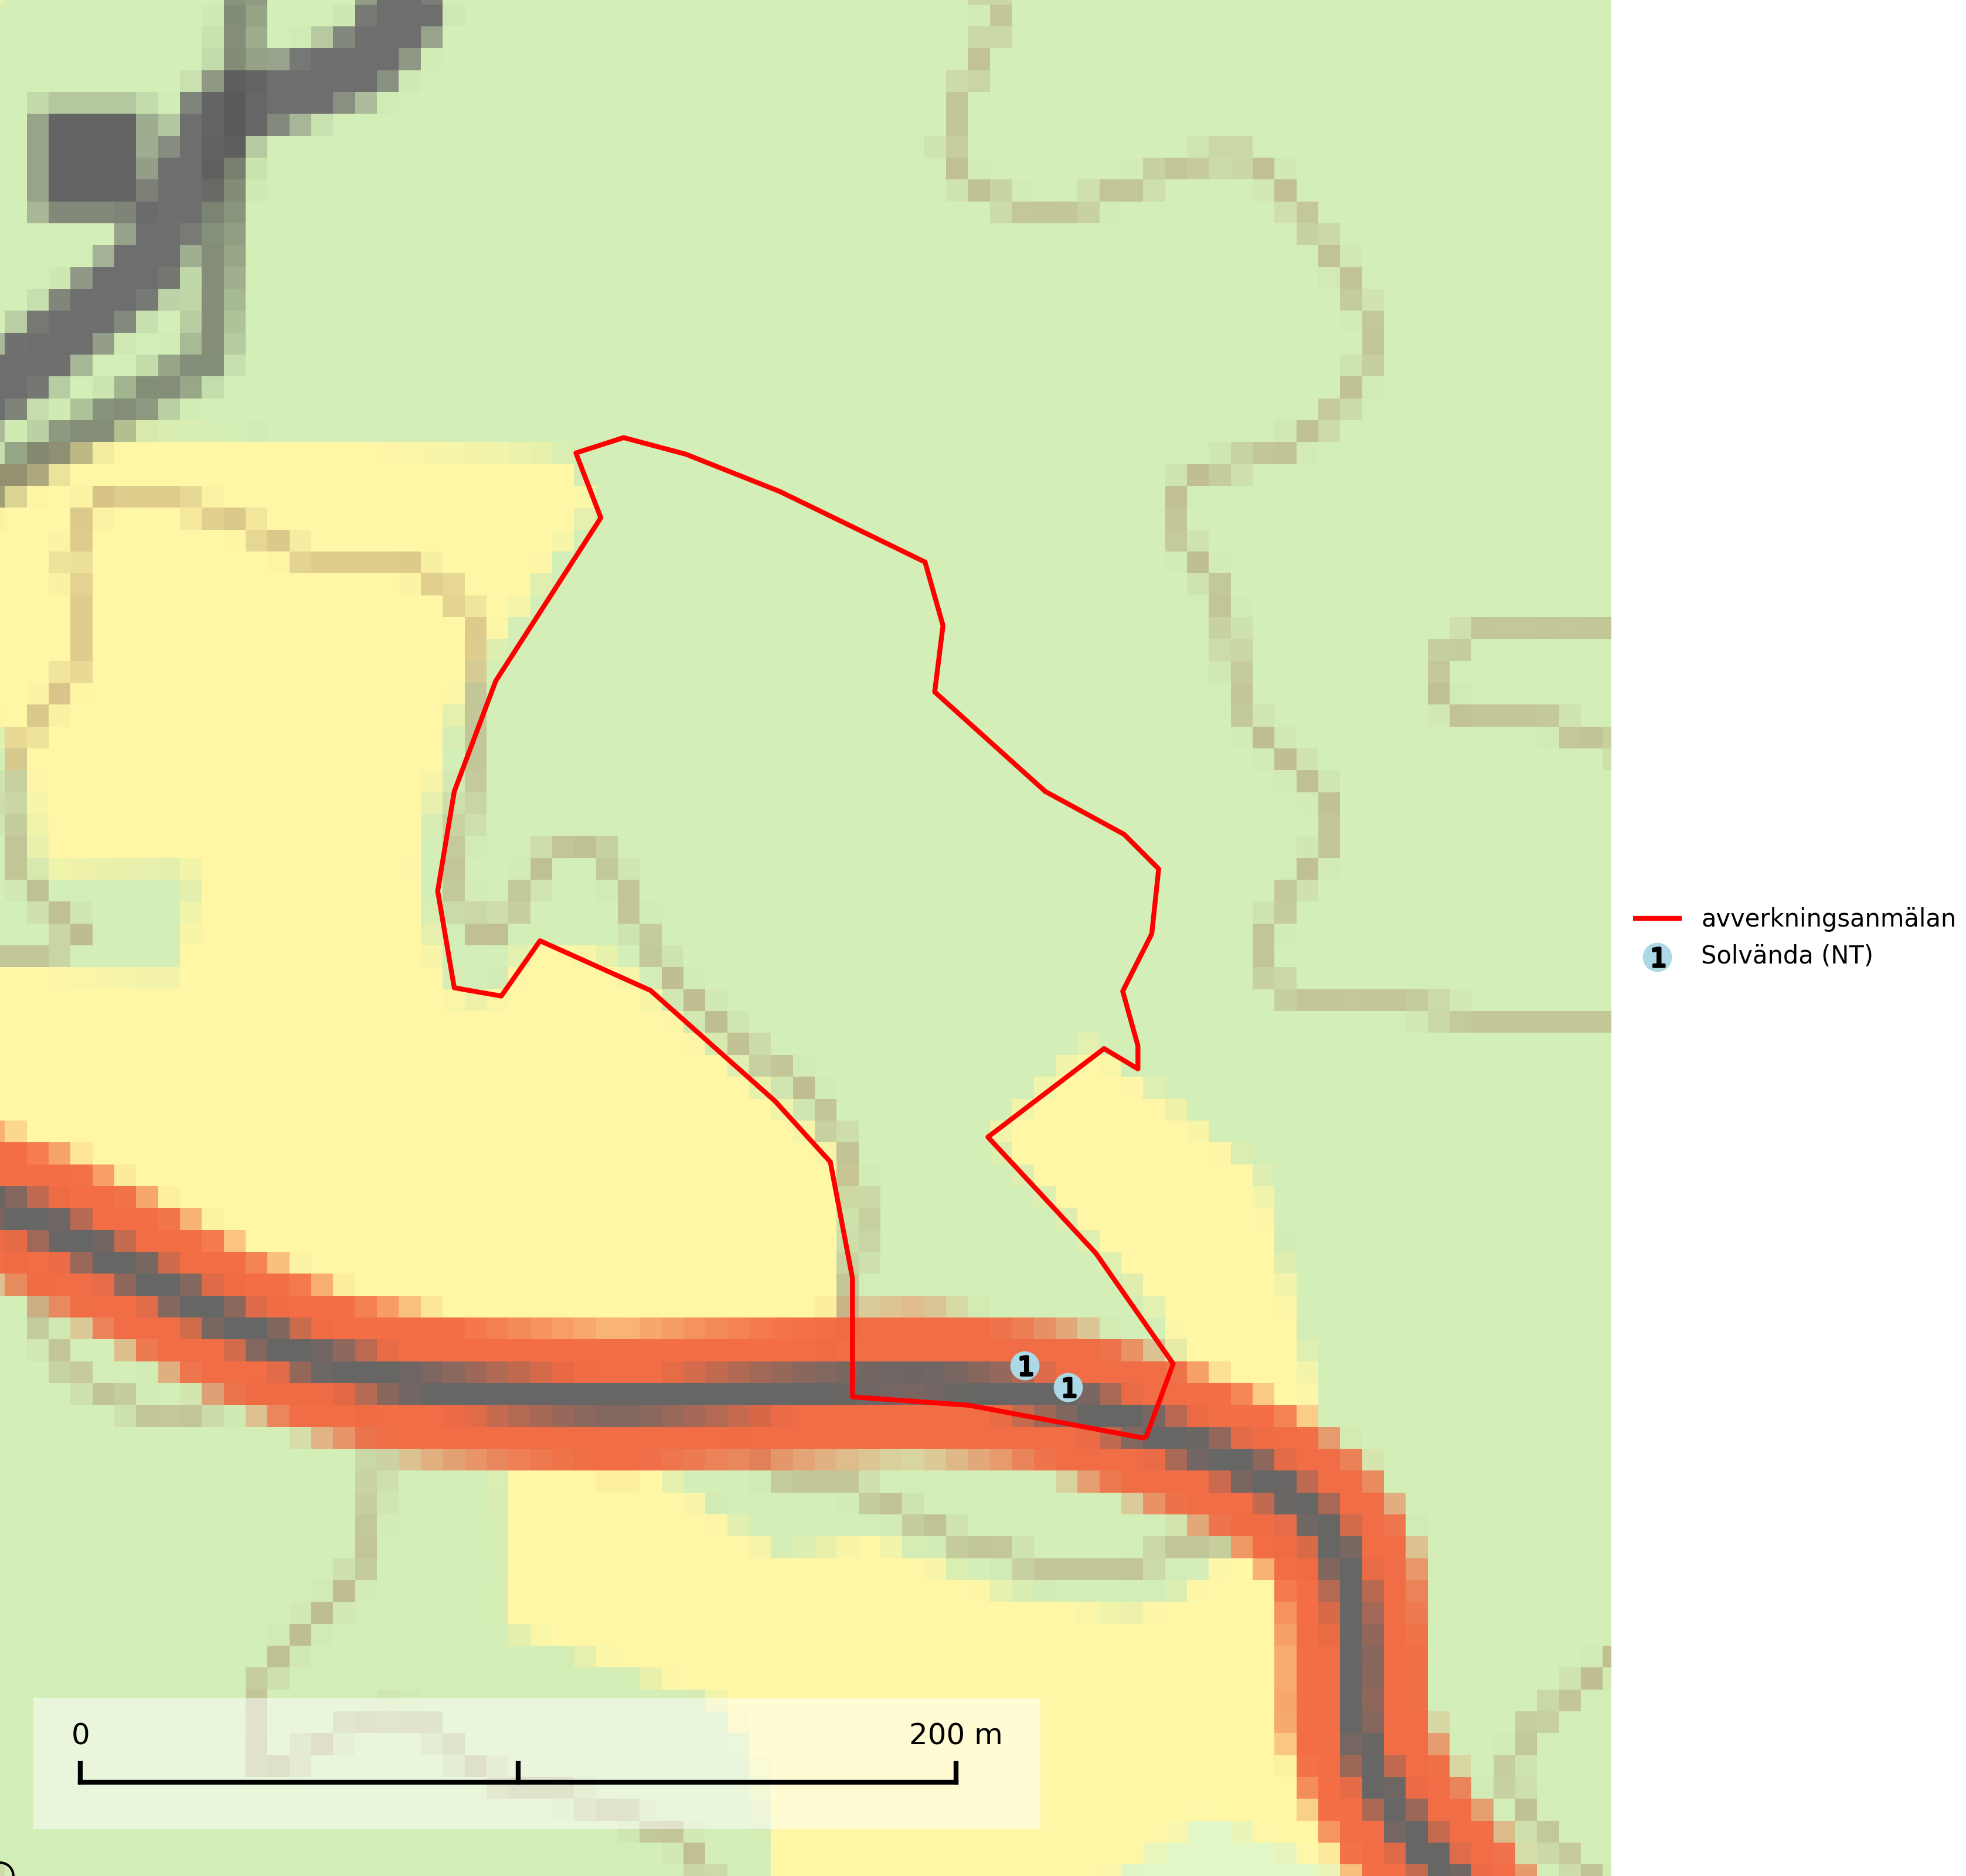 avverkningsanmälan
1 Solvända (NT)
1
1
0 200 m